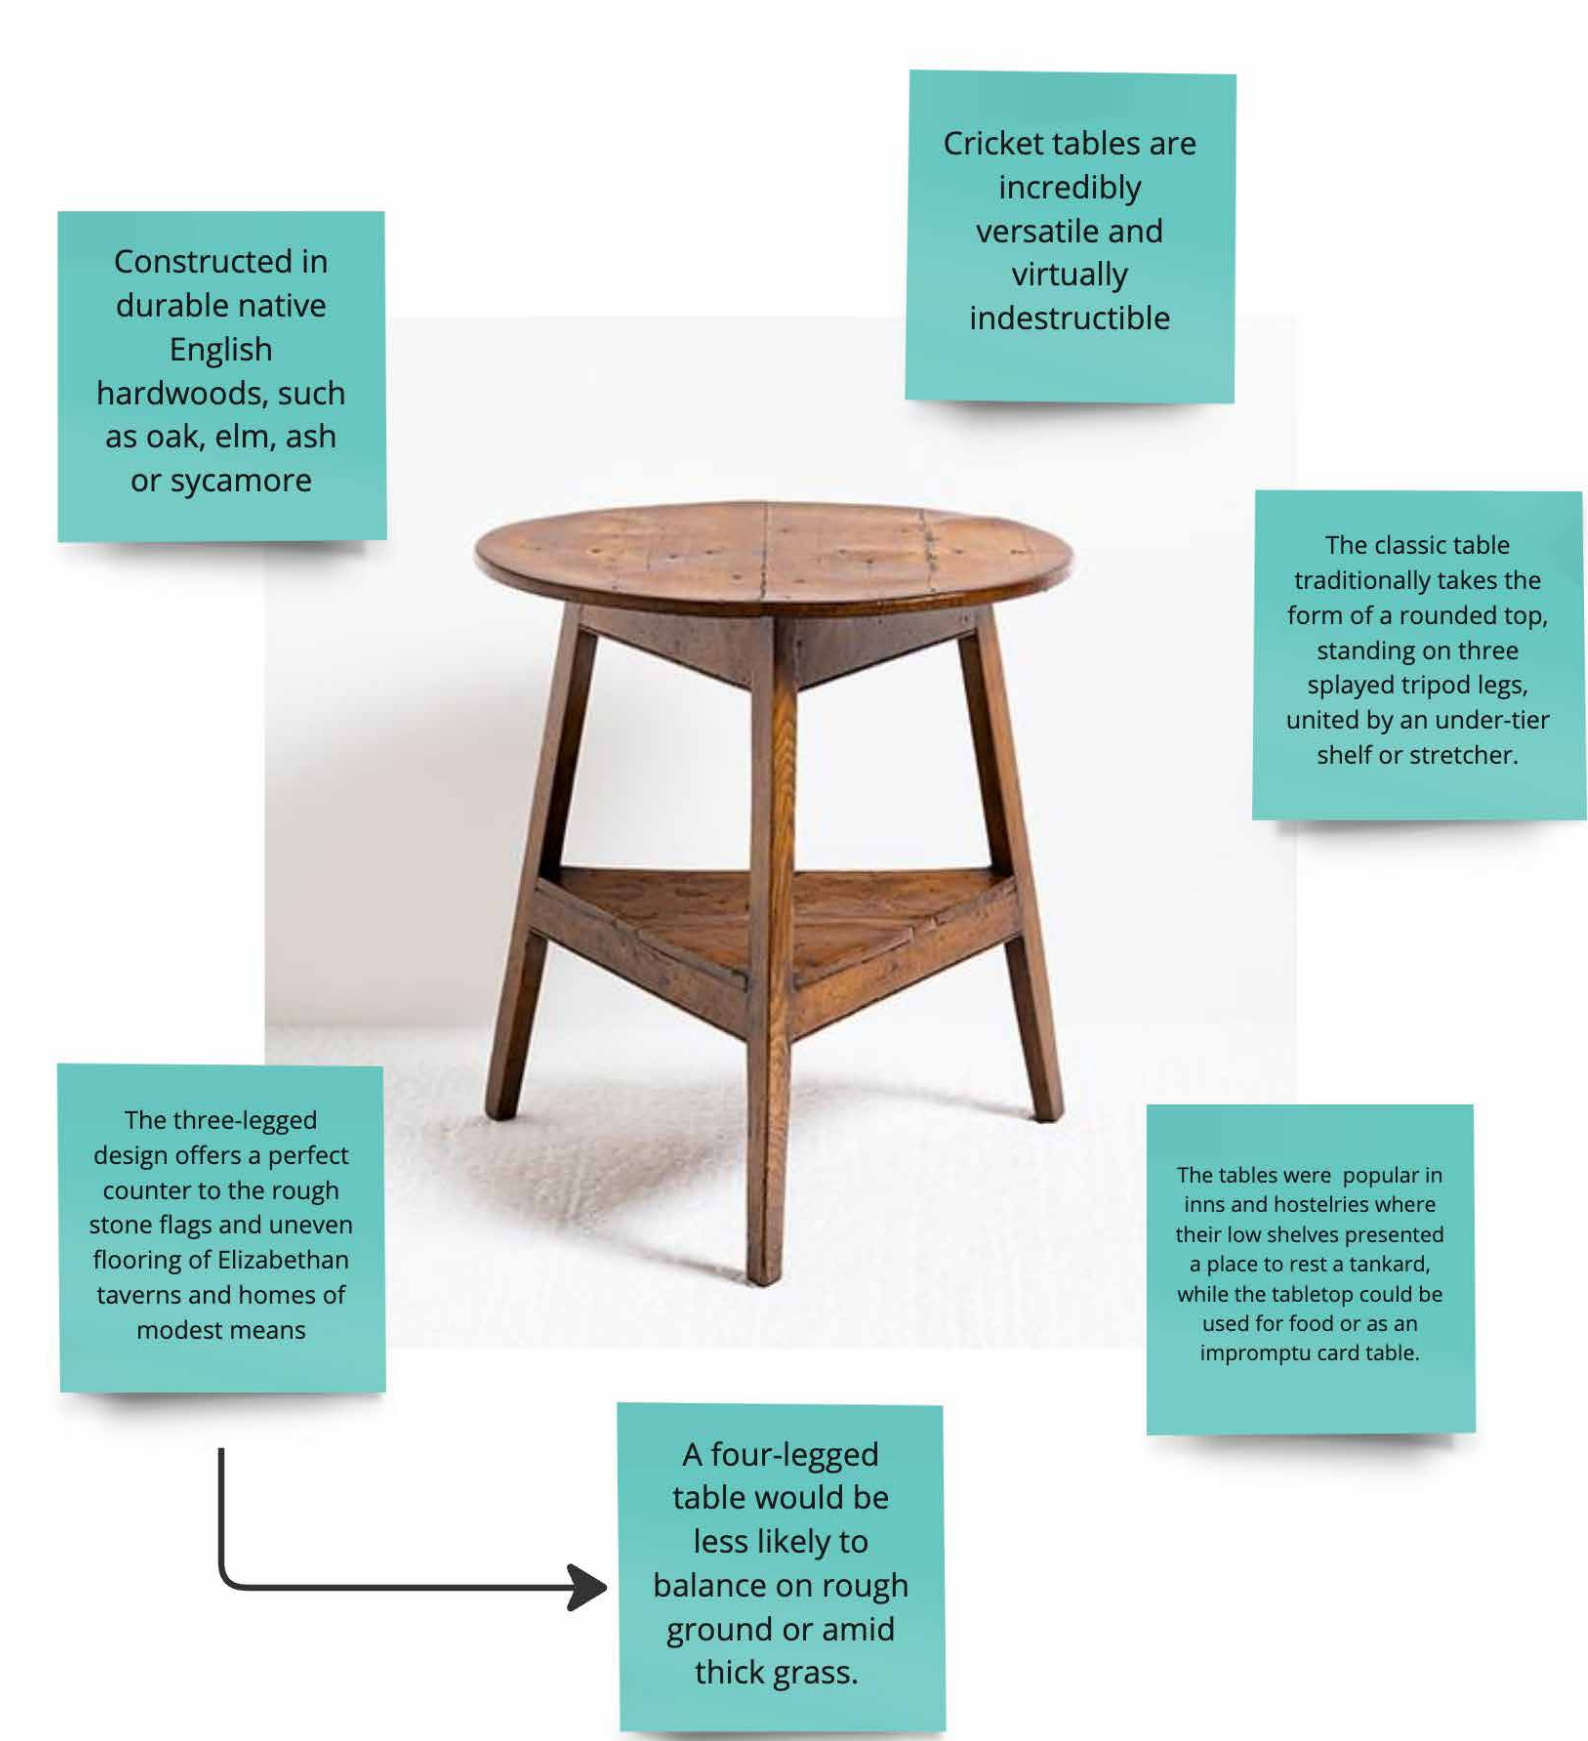 Cricket tables are
incredibly
versatile and
virtually
indestructible
Constructed in
durable native
English
hardwoods, such
as oak, elm, ash
or sycamore
The classic table
traditionally takes the
form of a rounded top,
standing on three
splayed tripod legs,
united by an under-tier
shelf or stretcher.
The three-legged
design offers a perfect
counter to the rough
stone flags and uneven
flooring of Elizabethan
taverns and homes of
modest means
The tables were  popular in
inns and hostelries where
their low shelves presented
a place to rest a tankard,
while the tabletop could be
used for food or as an
impromptu card table.
A four-legged
table would be
less likely to
balance on rough
ground or amid
thick grass.